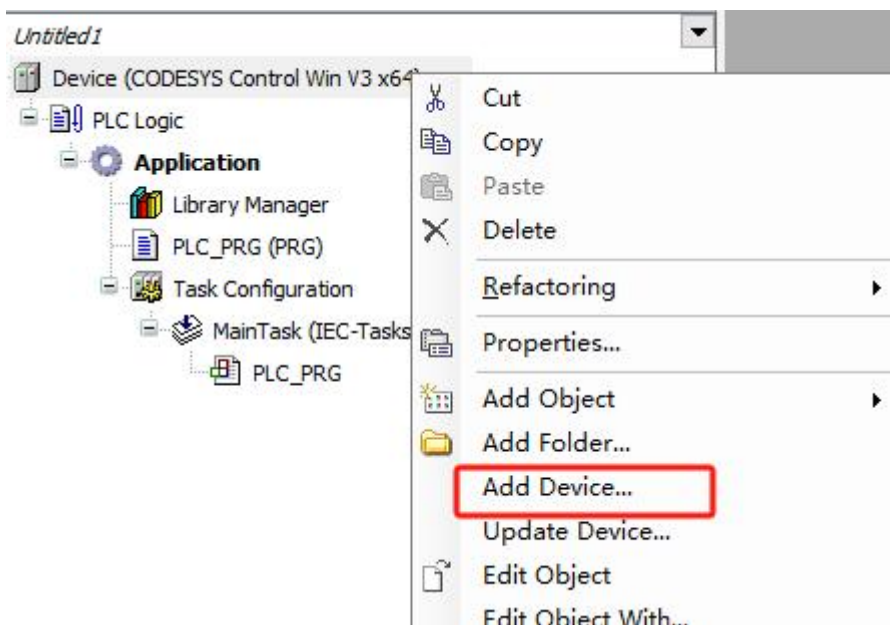 Untitled1
Device (CODESYS Control Win V3 x64)
PLC Logic
Application
Library Manager
PLC_PRG (PRG)
Task Configuration
MainTask (IEC-Tasks
PLC_PRG
Cut
Copy
Paste
Delete
Refactoring
Properties...
Add Object
Add Folder...
Add Device...
Update Device...
Edit Object
Edit Object With...